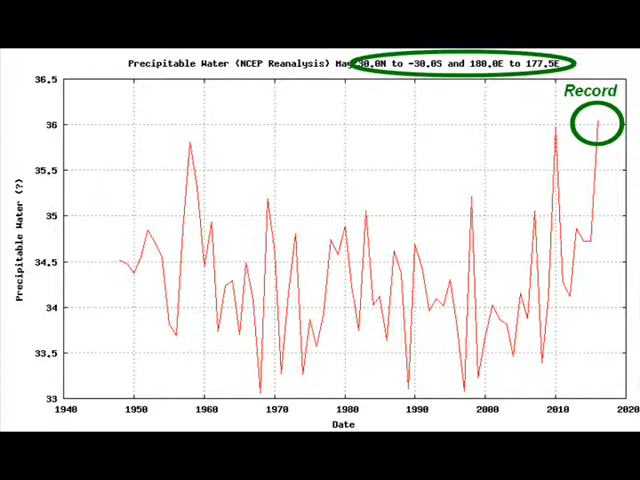 Precipitable Water (NCEP Reanalysis) May 30.0N to -30.0S and 180.0E to 177.5E
Record
36.5
36
35.5
35
34.5
34
33.5
33
Precipitable Water (?)
1940 1950 1960 1970 1980 1990 2000 2010 2020
Date